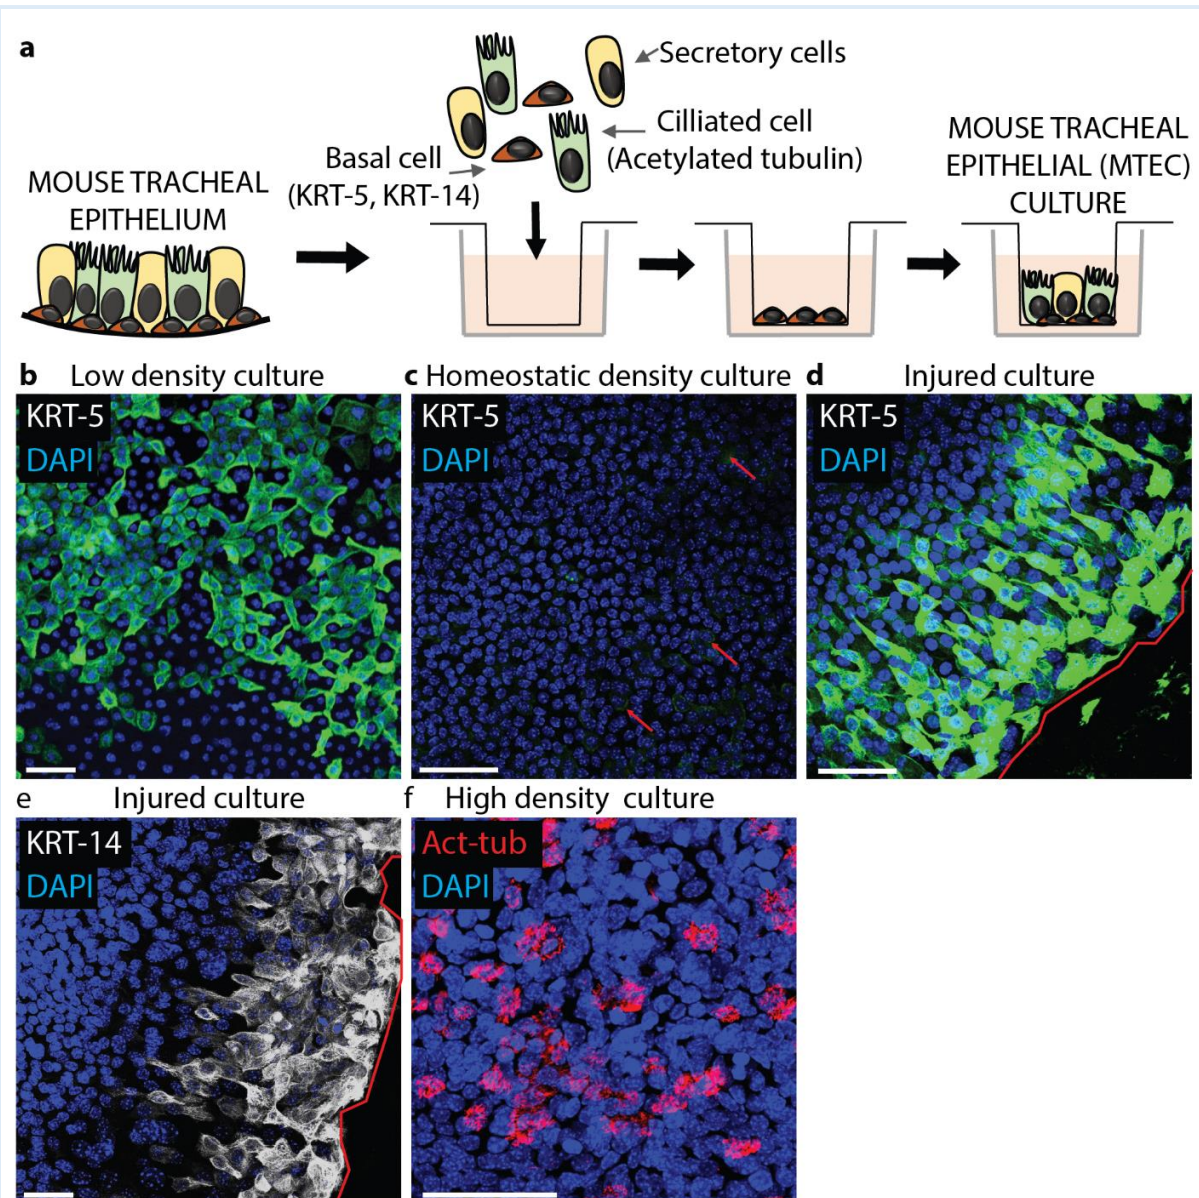 a
Secretory cells
Cilliated cell
(Acetylated tubulin)
Basal cell
(KRT-5, KRT-14)
MOUSE TRACHEAL
EPITHELIUM
MOUSE TRACHEAL
EPITHELIAL (MTEC)
CULTURE
b Low density culture
KRT-5
DAPI
c Homeostatic density culture
KRT-5
DAPI
d Injured culture
KRT-5
DAPI
e Injured culture
KRT-14
DAPI
f High density culture
Act-tub
DAPI